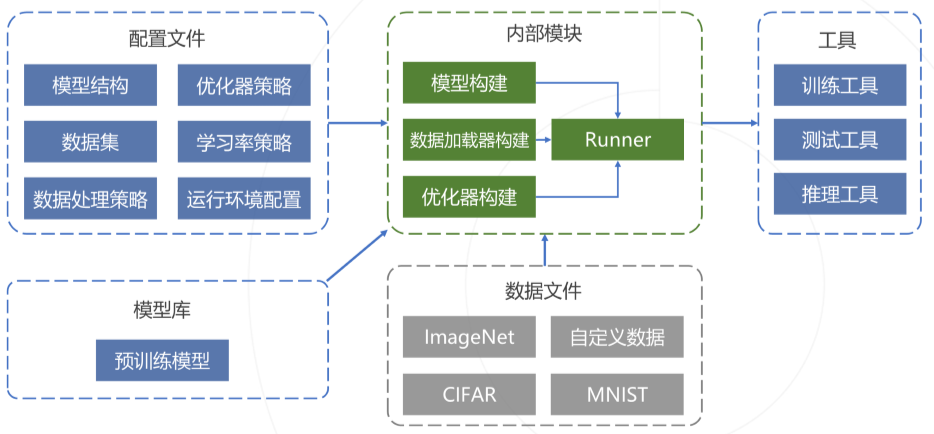 配置文件
模型结构
优化器策略
数据集
学习率策略
数据处理策略
运行环境配置
模型库
预训练模型
内部模块
模型构建
数据加载器构建
Runner
优化器构建
数据文件
ImageNet
自定义数据
CIFAR
MNIST
工具
训练工具
测试工具
推理工具